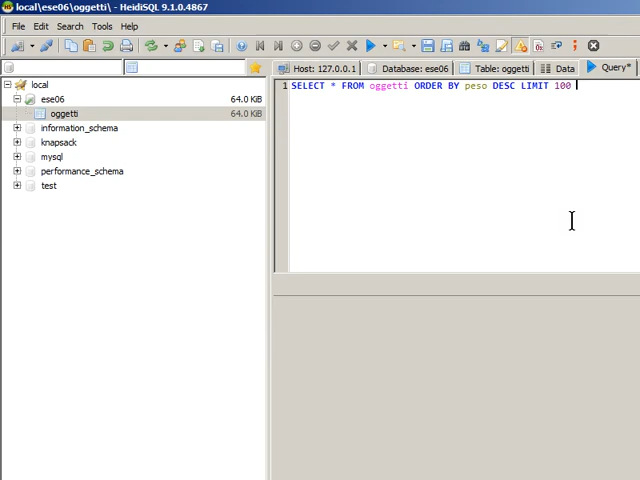 local\ese06\oggetti\ - HeidiSQL 9.1.0.4867
File Edit Search Tools Help
Host: 127.0.0.1 Database: ese06 Table: oggetti Data Query*
local
ese06 64.0 KiB
oggetti 64.0 KiB
information_schema
knapsack
mysql
performance_schema
test
1 SELECT * FROM oggetti ORDER BY peso DESC LIMIT 100